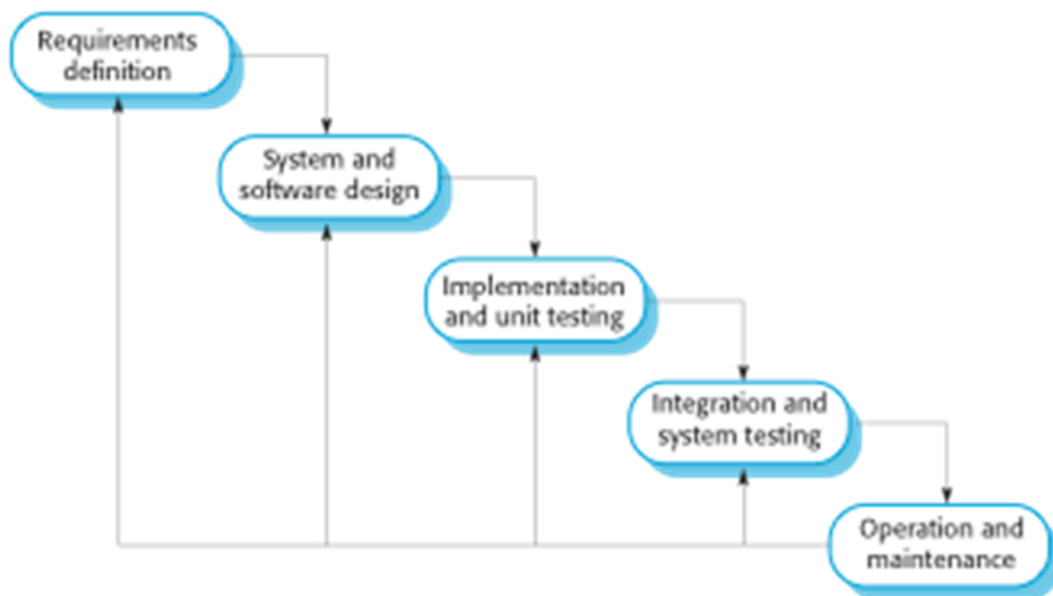 Requirements
definition
System and
software design
Implementation
and unit testing
Integration and
system testing
Operation and
maintenance